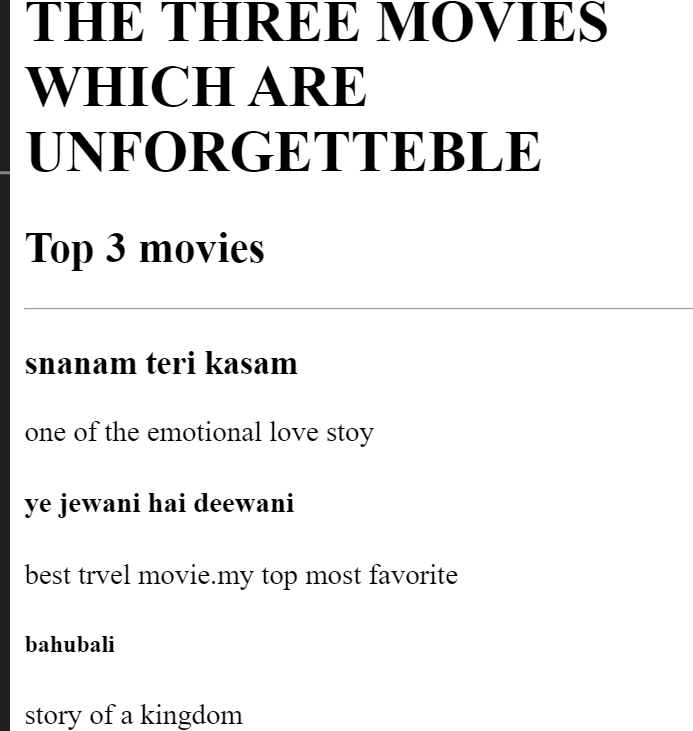 THE THREE MOVIES
WHICH ARE
UNFORGETTEBLE
Top 3 movies
snanam teri kasam
one of the emotional love stoy
ye jewani hai deewani
best trvel movie.my top most favorite
bahubali
story of a kingdom